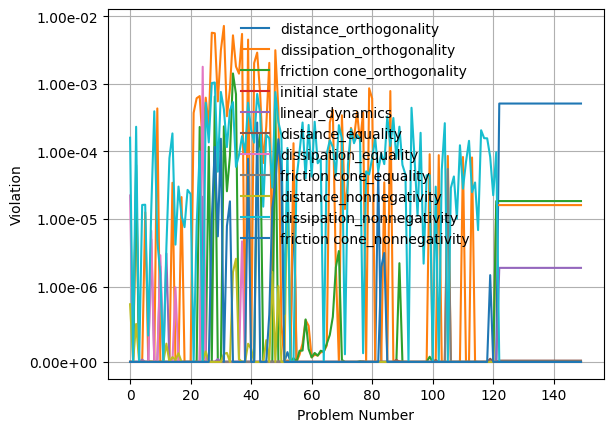 1.00e-02
1.00e-03
1.00e-04
1.00e-05
1.00e-06
0.00e+00
Violation
distance_orthogonality
dissipation_orthogonality
friction cone_orthogonality
initial state
linear_dynamics
distance_equality
dissipation_equality
friction cone_equality
distance_nonnegativity
dissipation_nonnegativity
friction cone_nonnegativity
0 20 40 60 80 100 120 140
Problem Number